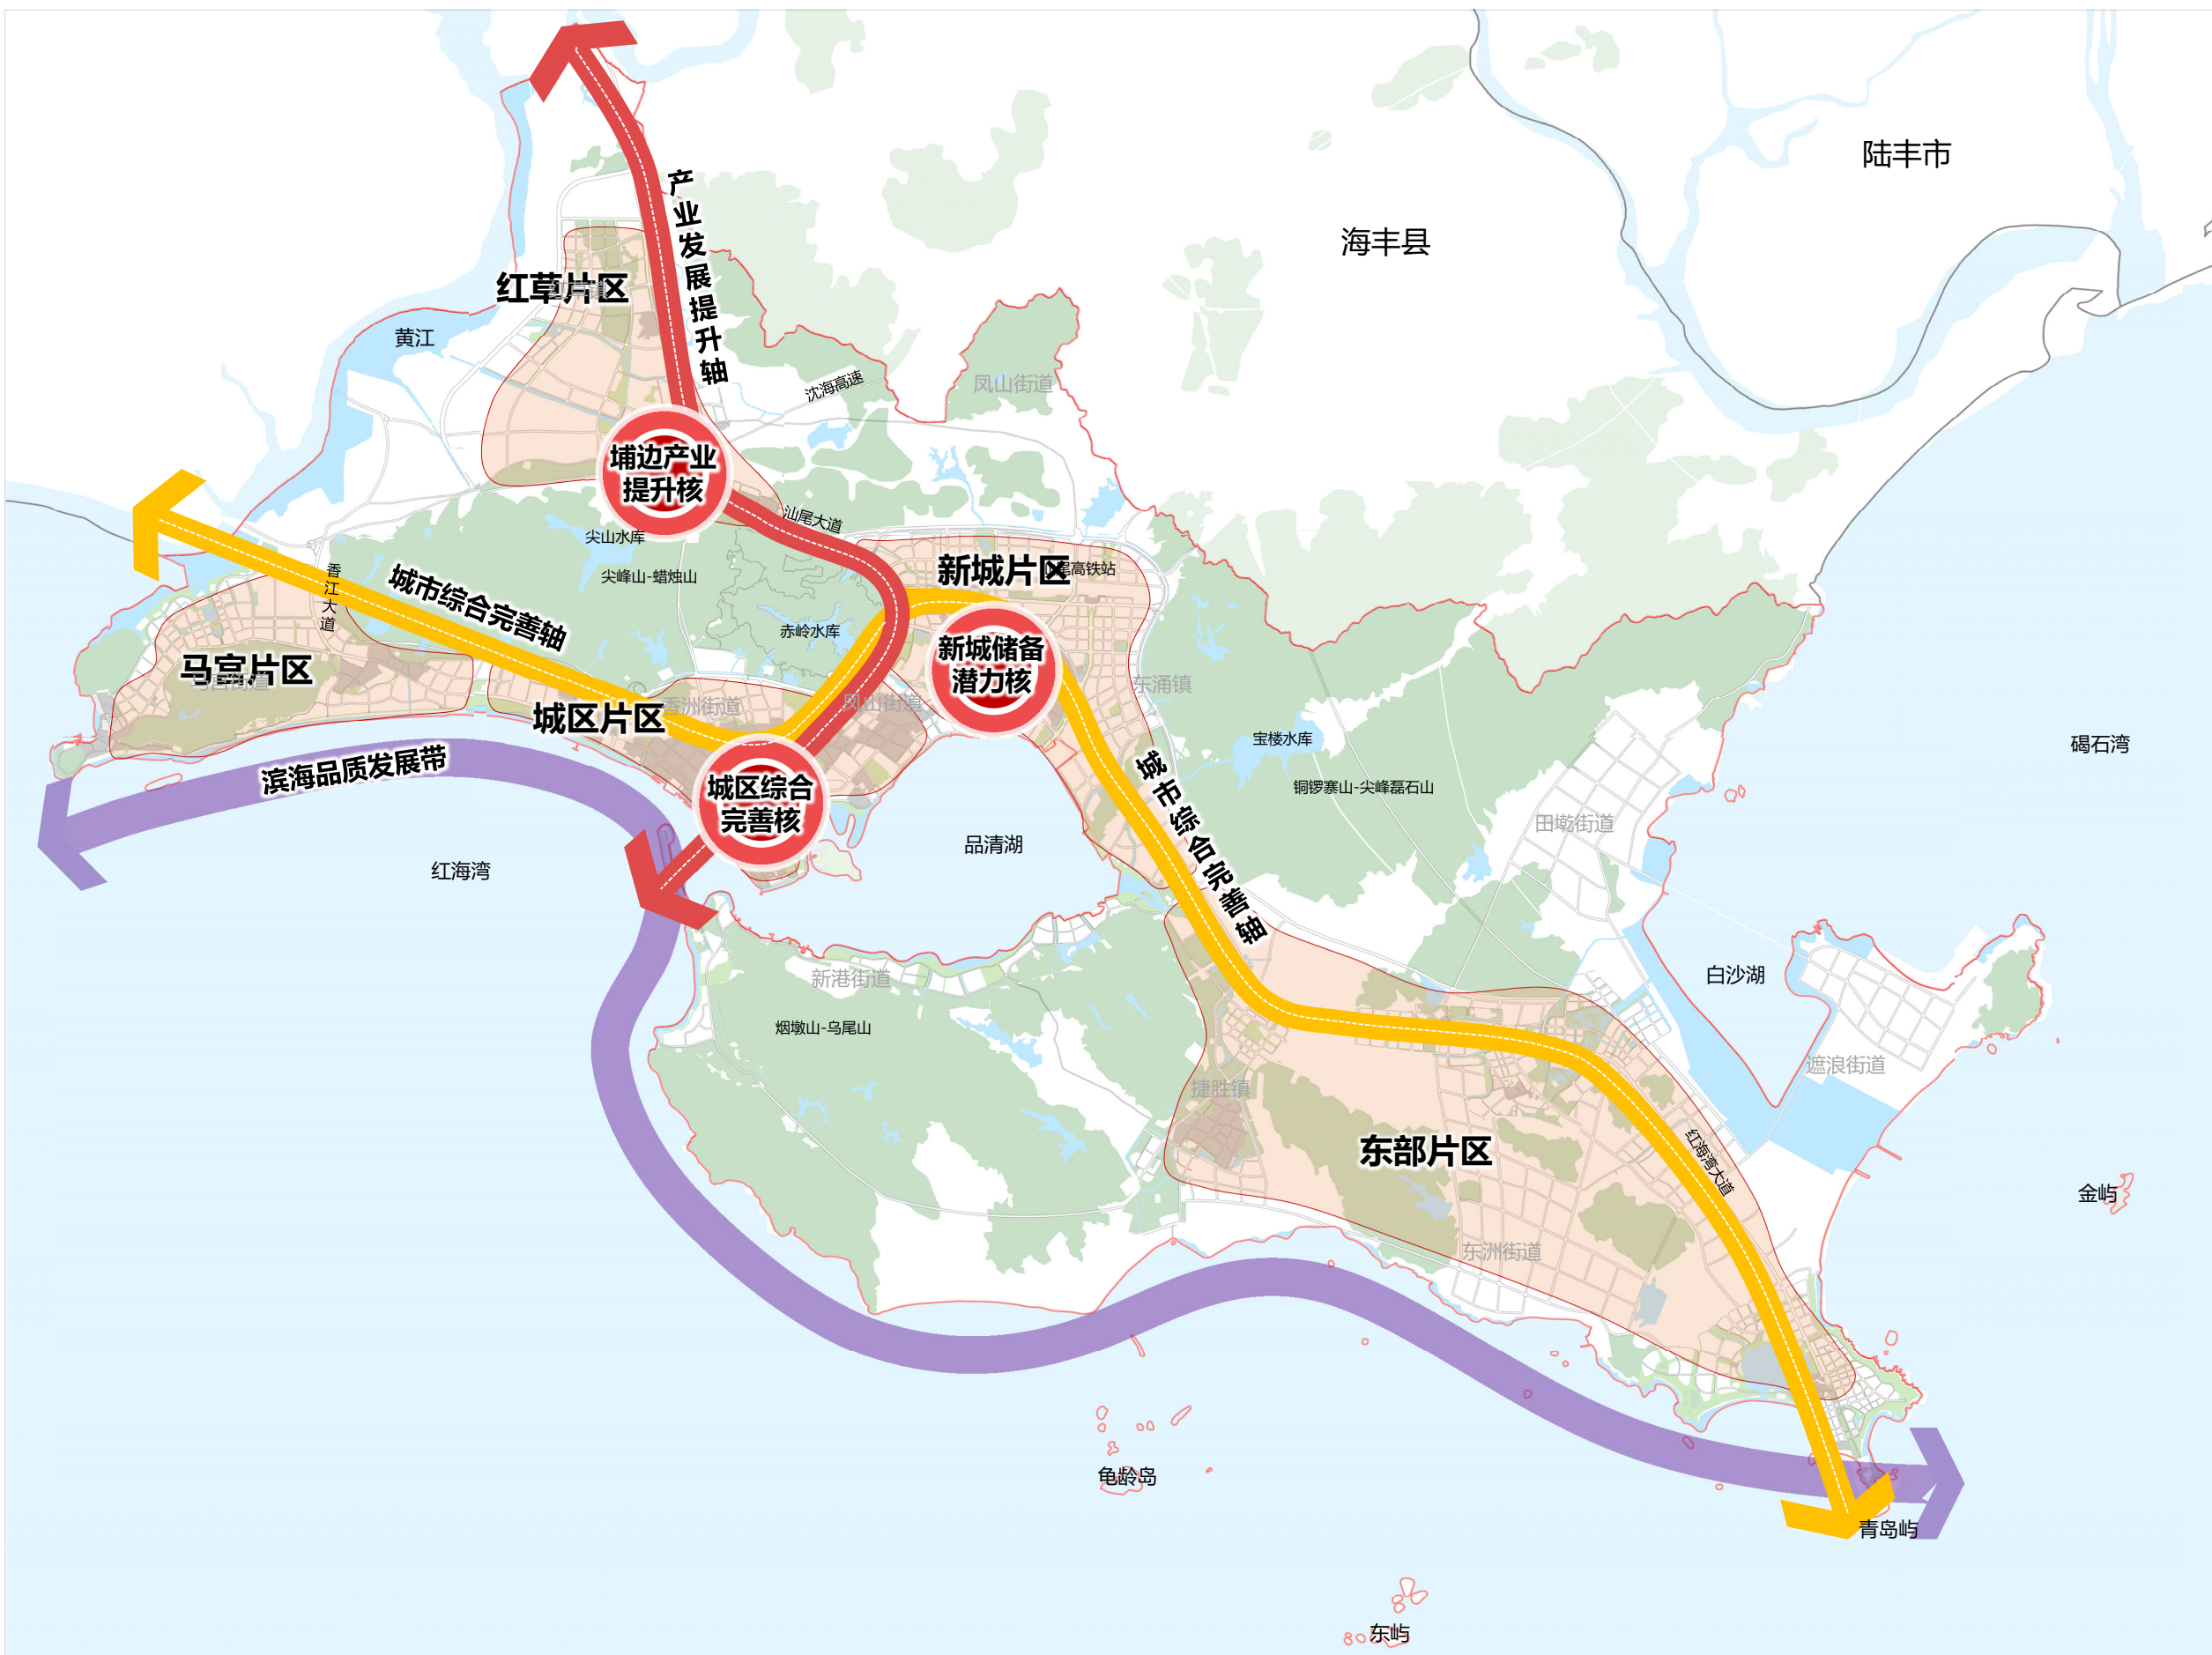 陆丰市
海丰县
产业发展提升轴
红草片区
黄江
沈海高速
凤山街道
埔边产业
提升核
汕尾大道
尖山水库
尖峰山-蜡烛山
新城片区
高铁站
香江大道
城市综合完善轴
赤岭水库
马宫片区
马宫街道
新城储备
潜力核
东涌镇
香洲街道
凤山街道
城区片区
宝楼水库
碣石湾
滨海品质发展带
城区综合
完善核
城市综合完善轴
铜锣寨山-尖峰磊石山
田墘街道
品清湖
红海湾
新港街道
白沙湖
烟墩山-乌尾山
遮浪街道
捷胜镇
东部片区
红海湾大道
金屿
东洲街道
龟龄岛
青岛屿
东屿